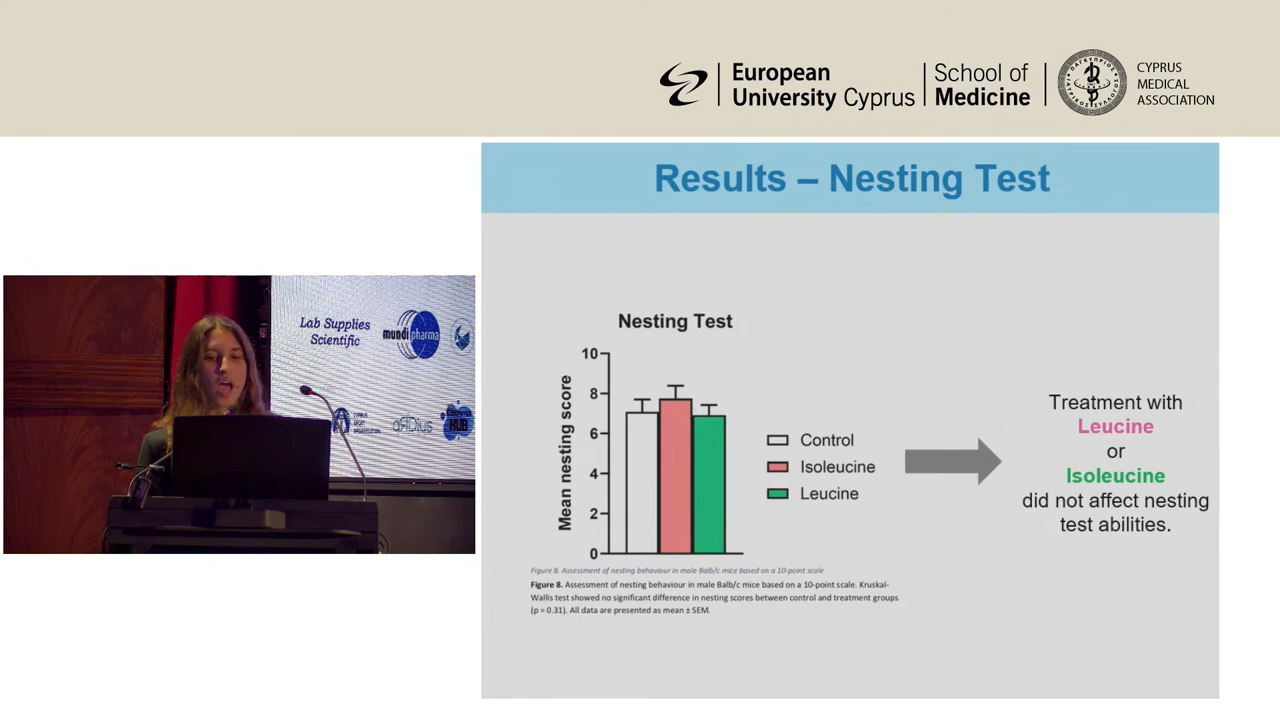 European
University Cyprus
School of
Medicine
CYPRUS
MEDICAL
ASSOCIATION
Results – Nesting Test
Lab Supplies
Scientific
mundipharma
HUB
Nesting Test
Mean nesting score
10
8
6
4
2
0
Control
Isoleucine
Leucine
Treatment with
Leucine
or
Isoleucine
did not affect nesting
test abilities.
Figure 8. Assessment of nesting behaviour in male Balb/c mice based on a 10-point scale
Figure 8. Assessment of nesting behaviour in male Balb/c mice based on a 10-point scale. Kruskal-
Wallis test showed no significant difference in nesting scores between control and treatment groups
(p = 0.31). All data are presented as mean ± SEM.